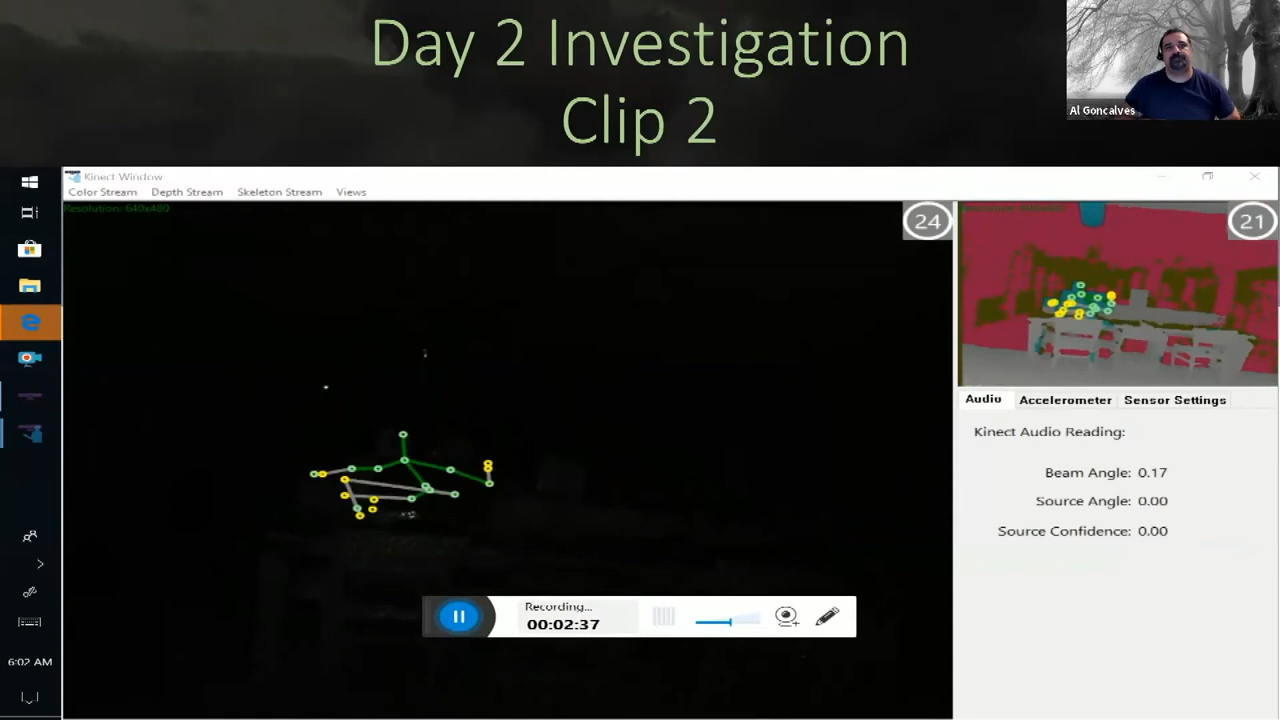 Day 2 Investigation
Clip 2
Al Goncalves
Kinect Window
Color Stream Depth Stream Skeleton Stream Views
Resolution: 640x480
24
21
Audio Accelerometer Sensor Settings
Kinect Audio Reading:
Beam Angle: 0.17
Source Angle: 0.00
Source Confidence: 0.00
Recording...
00:02:37
6:02 AM